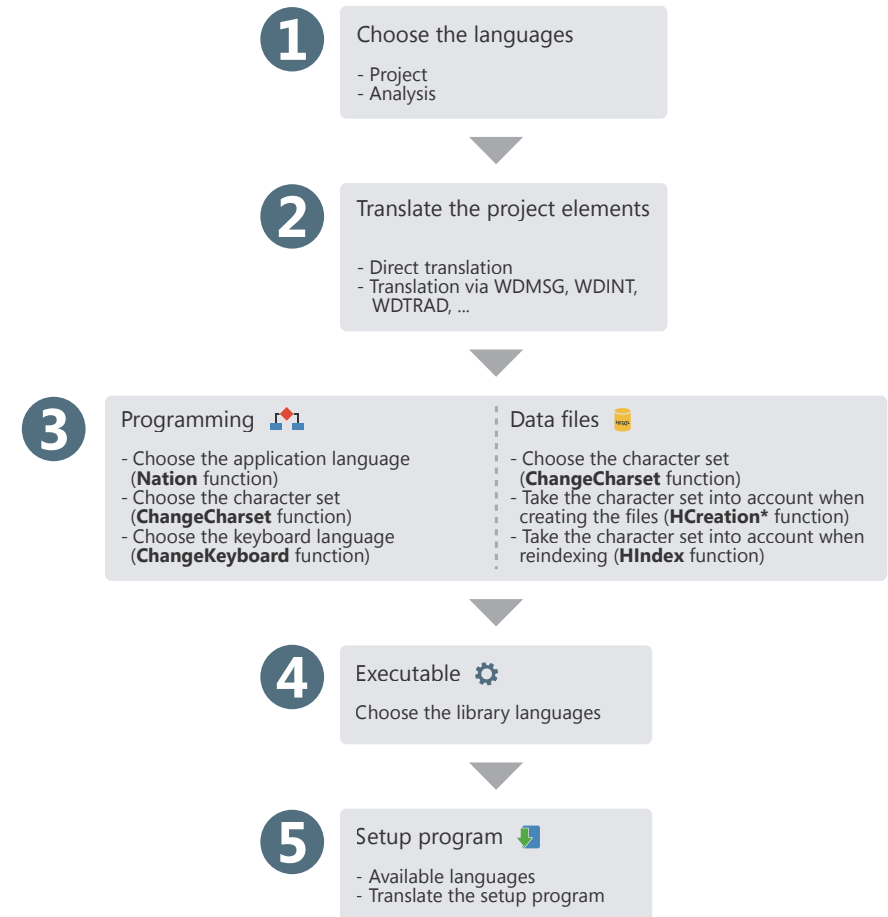 1
Choose the languages
- Project
- Analysis
2
Translate the project elements
- Direct translation
- Translation via WDMSG, WDINT,
WDTRAD, ...
3
Programming
- Choose the application language
(Nation function)
- Choose the character set
(ChangeCharset function)
- Choose the keyboard language
(ChangeKeyboard function)
Data files
HFSQL
- Choose the character set
(ChangeCharset function)
- Take the character set into account when
creating the files (HCreation* function)
- Take the character set into account when
reindexing (HIndex function)
4
Executable
Choose the library languages
5
Setup program
- Available languages
- Translate the setup program